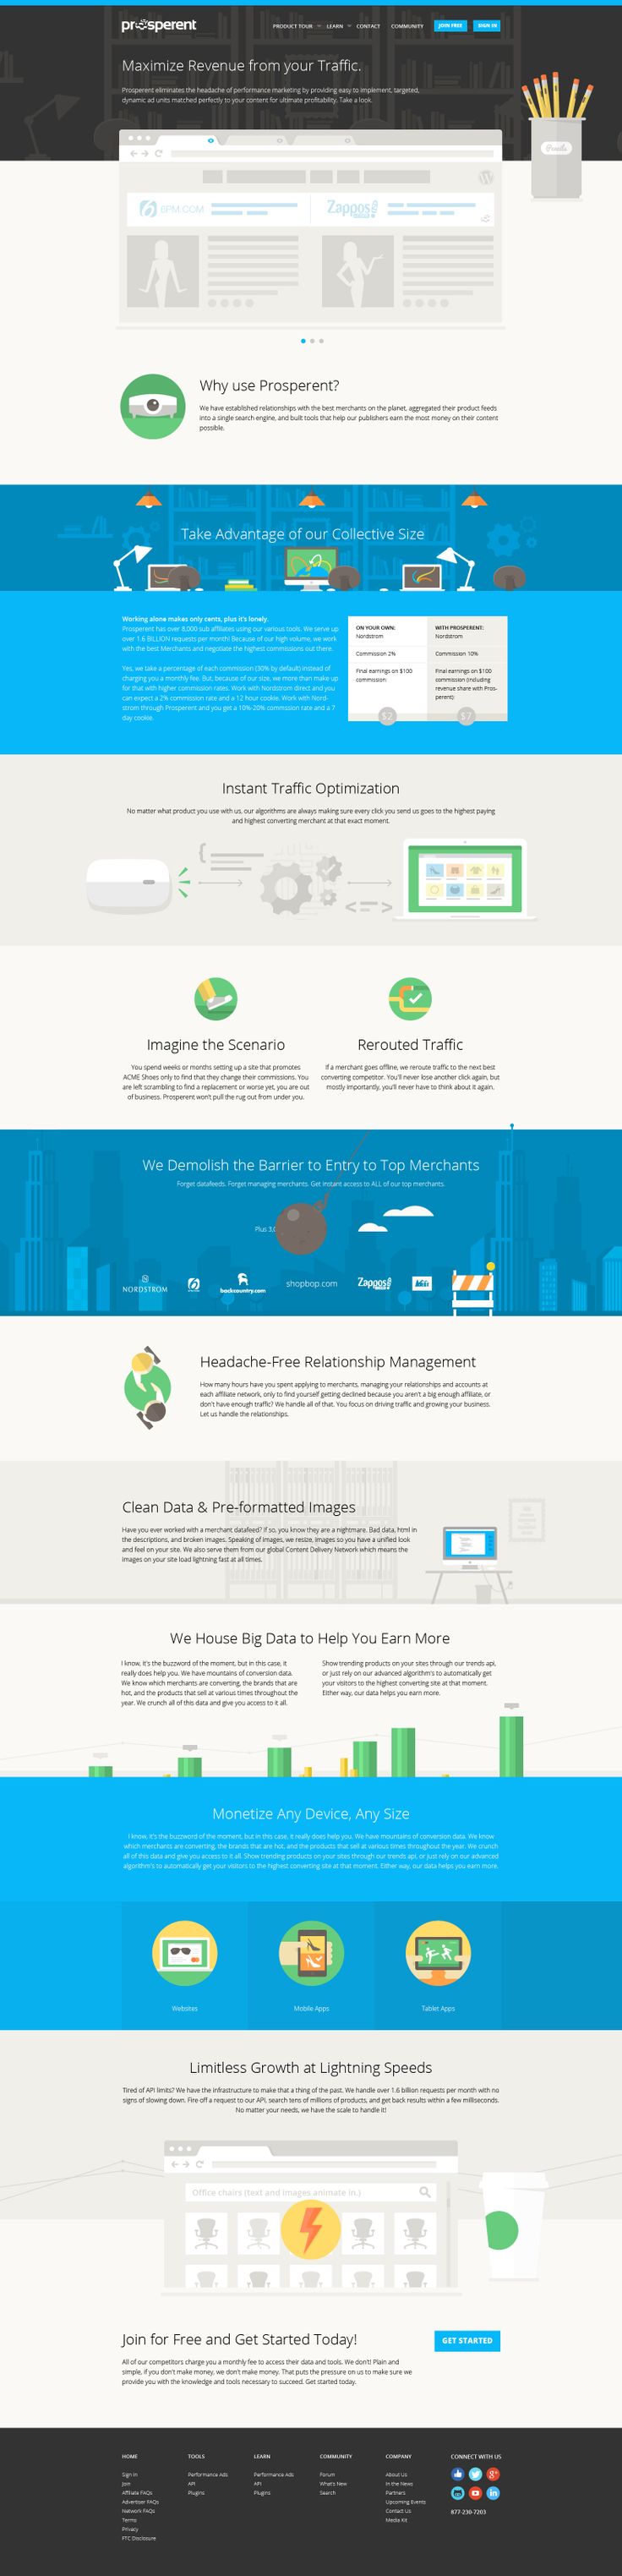 prosperent
PRODUCT TOUR LEARN CONTACT COMMUNITY JOIN FREE SIGN IN
Maximize Revenue from your Traffic.
Prosperent eliminates the headache of performance marketing by providing easy to implement, targeted,
dynamic ad units matched perfectly to your content for ultimate profitability. Take a look.
Pencils
6PM.COM
Zappos
Why use Prosperent?
We have established relationships with the best merchants on the planet, aggregated their product feeds
into a single search engine, and built tools that help our publishers earn the most money on their content
possible.
Take Advantage of our Collective Size
Working alone makes only cents, plus it's lonely.
Prosperent has over 8,000 sub affiliates using our various tools. We serve up
over 1.6 BILLION requests per month! Because of our high volume, we work
with the best Merchants and negotiate the highest commissions out there.
Yes, we take a percentage of each commission (30% by default) instead of
charging you a monthly fee. But, because of our size, we more than make up
for that with higher commission rates. Work with Nordstrom direct and you
can expect a 2% commission rate and a 12 hour cookie. Work with Nord-
strom through Prosperent and you get a 10%-20% commission rate and a 7
day cookie.
ON YOUR OWN:
Nordstrom
Commission 2%
Final earnings on $100
commission
$2
WITH PROSPERENT:
Nordstrom
Commission 10%
Final earnings on $100
commission (including
revenue share with Pros-
perent):
$7
Instant Traffic Optimization
No matter what product you use with us, our algorithms are always making sure every click you send us goes to the highest paying
and highest converting merchant at that exact moment.
Imagine the Scenario
You spend weeks or months setting up a site that promotes
ACME Shoes only to find that they change their commissions. You
are left scrambling to find a replacement or worse yet, you are out
of business. Prosperent won't pull the rug out from under you.
Rerouted Traffic
If a merchant goes offline, we reroute traffic to the next best
converting competitor. You'll never lose another click again, but
mostly importantly, you'll never have to think about it again.
We Demolish the Barrier to Entry to Top Merchants
Forget datafeeds. Forget managing merchants. Get instant access to ALL of our top merchants.
Plus 3,0
NORDSTROM
backcountry.com
shopbop.com
Zappos
REI
Headache-Free Relationship Management
How many hours have you spent applying to merchants, managing your relationships and accounts at
each affiliate network, only to find yourself getting declined because you aren't a big enough affiliate, or
don't have enough traffic? We handle all of that. You focus on driving traffic and growing your business.
Let us handle the relationships.
Clean Data & Pre-formatted Images
Have you ever worked with a merchant datafeed? If so, you know they are a nightmare. Bad data, html in
the descriptions, and broken images. Speaking of images, we resize, images so you have a unified look
and feel on your site. We also serve them from our global Content Delivery Network which means the
images on your site load lightning fast at all times.
We House Big Data to Help You Earn More
I know, it's the buzzword of the moment, but in this case, it
really does help you. We have mountains of conversion data.
We know which merchants are converting, the brands that are
hot, and the products that sell at various times throughout the
year. We crunch all of this data and give you access to it all.
Show trending products on your sites through our trends api,
or just rely on our advanced algorithm's to automatically get
your visitors to the highest converting site at that moment.
Either way, our data helps you earn more.
Monetize Any Device, Any Size
I know, it's the buzzword of the moment, but in this case, it really does help you. We have mountains of conversion data. We know
which merchants are converting, the brands that are hot, and the products that sell at various times throughout the year. We crunch
all of this data and give you access to it all. Show trending products on your sites through our trends api, or just rely on our advanced
algorithm's to automatically get your visitors to the highest converting site at that moment. Either way, our data helps you earn more.
Websites
Mobile Apps
Tablet Apps
Limitless Growth at Lightning Speeds
Tired of API limits? We have the infrastructure to make that a thing of the past. We handle over 1.6 billion requests per month with no
signs of slowing down. Fire off a request to our API, search tens of millions of products, and get back results within a few milliseconds.
No matter your needs, we have the scale to handle it!
Office chairs (text and images animate in.)
Join for Free and Get Started Today!
GET STARTED
All of our competitors charge you a monthly fee to access their data and tools. We don't! Plain and
simple, if you don't make money, we don't make money. That puts the pressure on us to make sure we
provide you with the knowledge and tools necessary to succeed. Get started today.
HOME
Sign In
Join
Affiliate FAQs
Advertiser FAQs
Network FAQs
Terms
Privacy
FTC Disclosure
TOOLS
Performance Ads
API
Plugins
LEARN
Performance Ads
API
Plugins
COMMUNITY
Forum
What's New
Search
COMPANY
About Us
In the News
Partners
Upcoming Events
Contact Us
Media Kit
CONNECT WITH US
877-230-7203